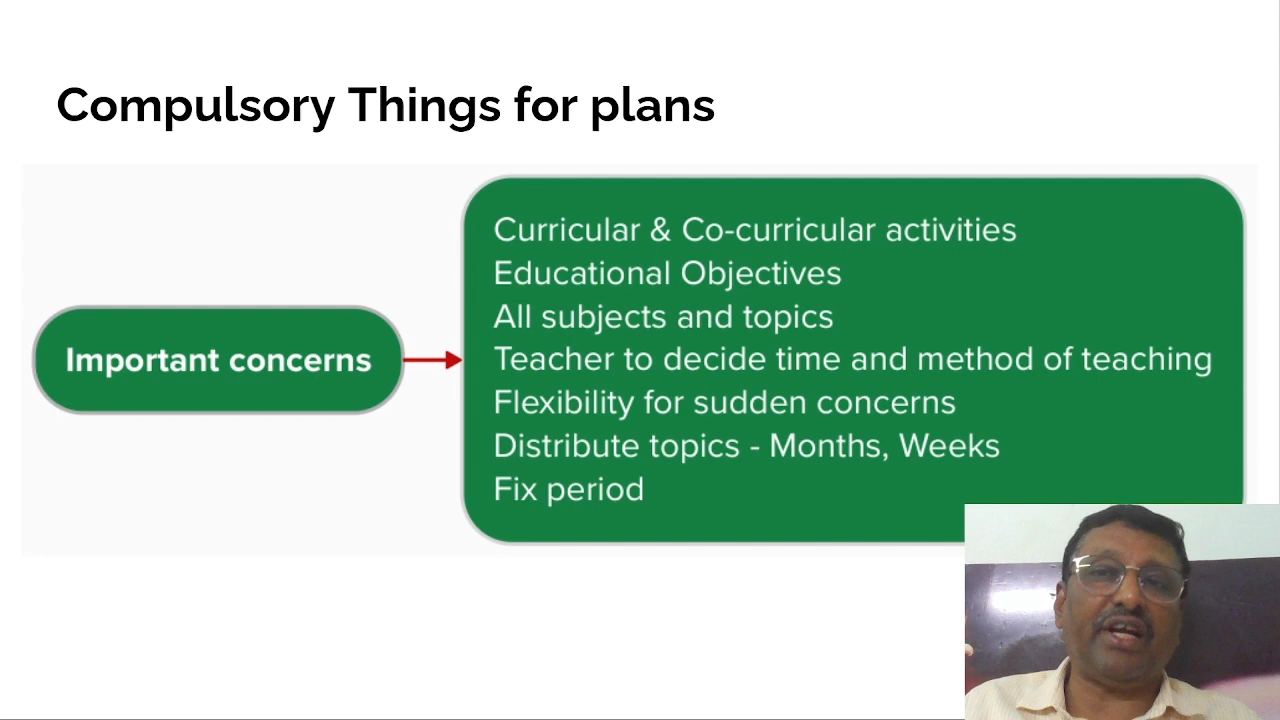 Compulsory Things for plans
Important concerns
Curricular & Co-curricular activities
Educational Objectives
All subjects and topics
Teacher to decide time and method of teaching
Flexibility for sudden concerns
Distribute topics - Months, Weeks
Fix period